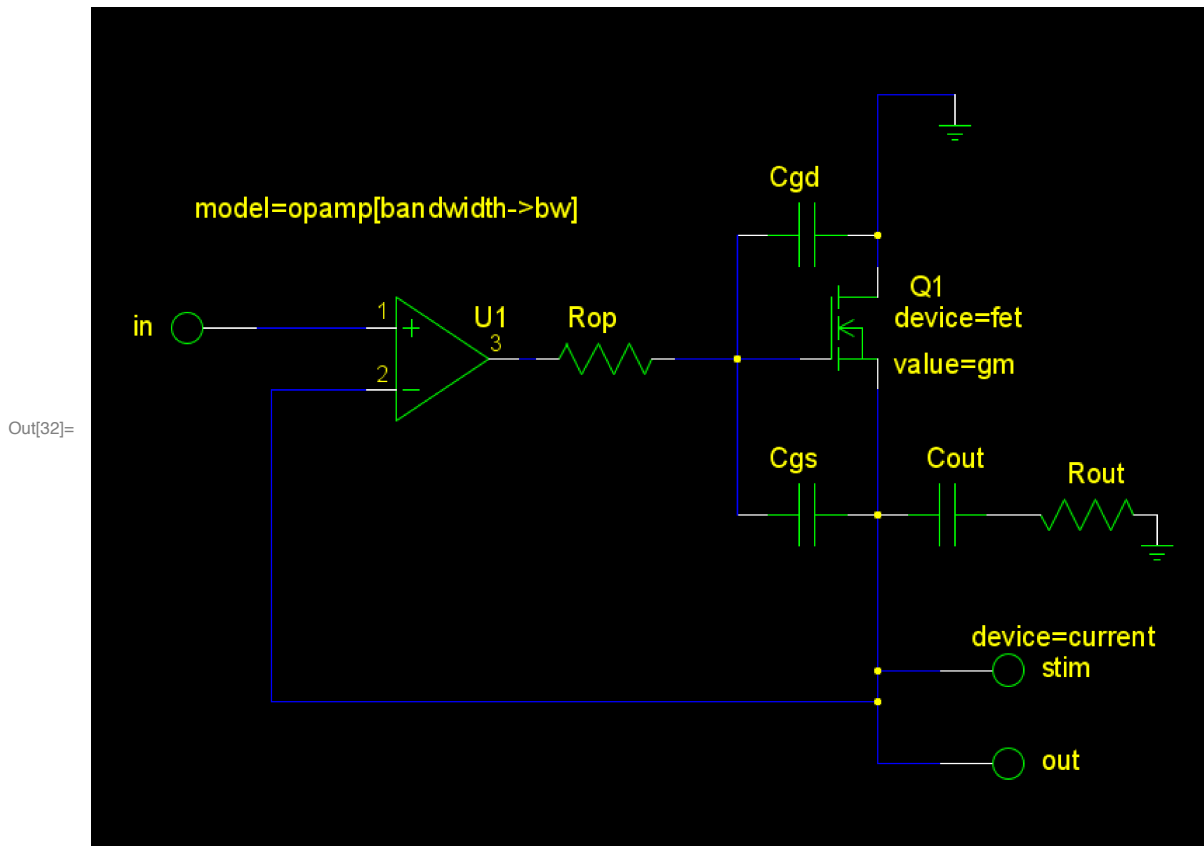 Cgd
model=opamp[bandwidth->bw]
Q1
device=fet
value=gm
in
1
+
U1
3
Rop
2
−
Out[32]=
Cgs
Cout
Rout
device=current
stim
out